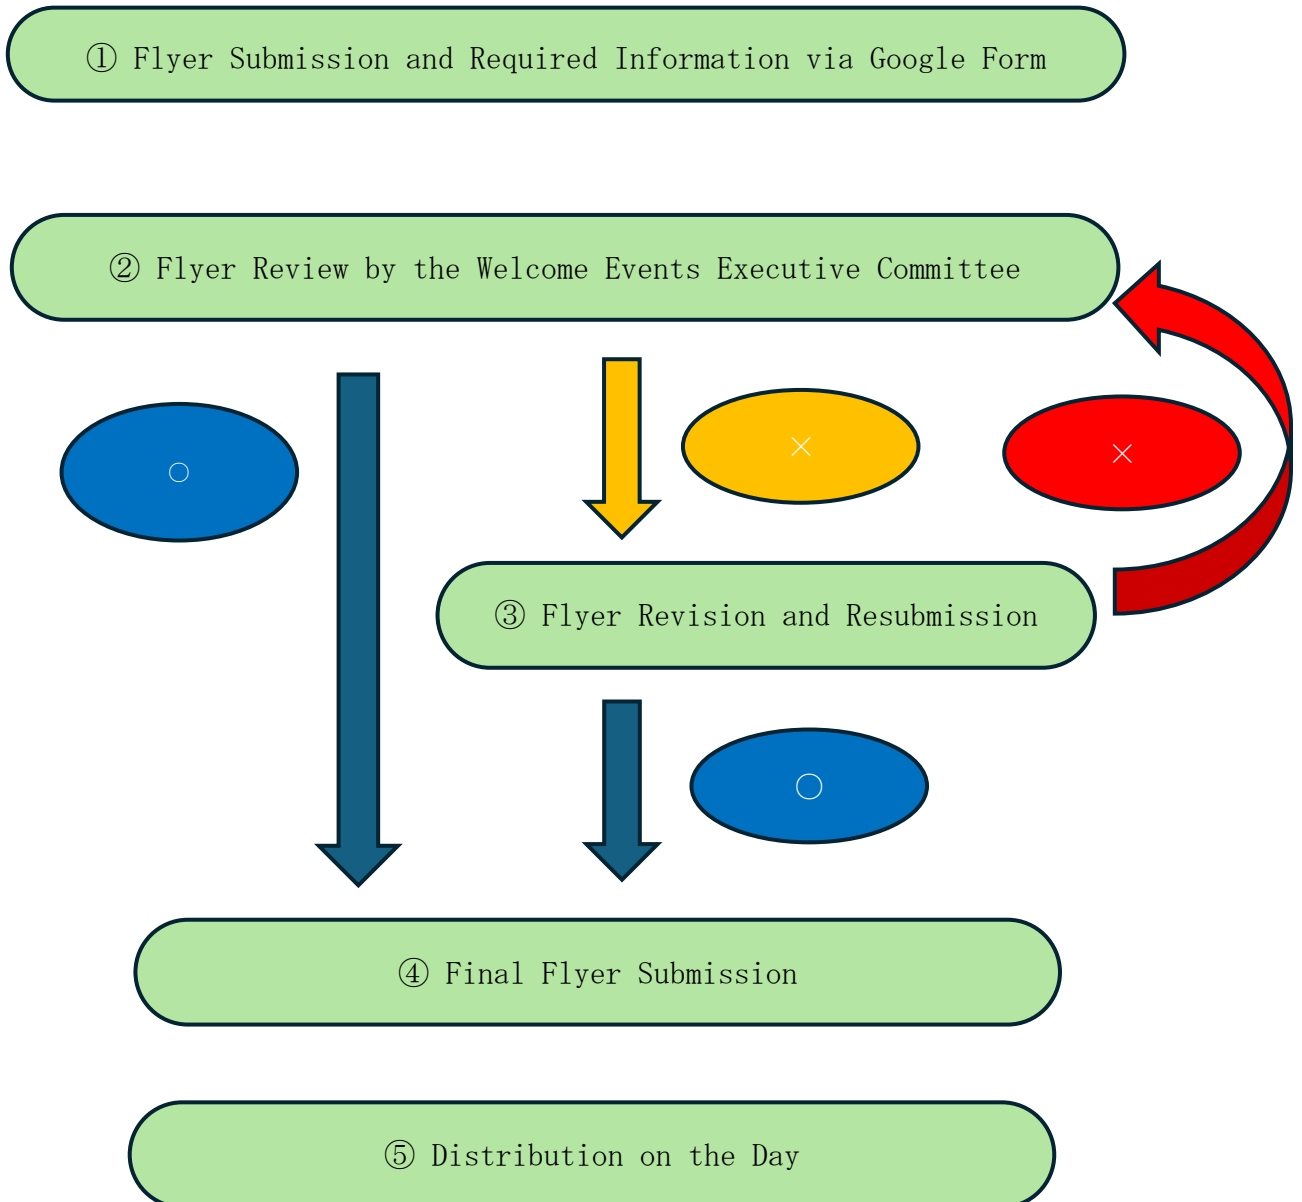 ① Flyer Submission and Required Information via Google Form
② Flyer Review by the Welcome Events Executive Committee
○
×
×
③ Flyer Revision and Resubmission
○
④ Final Flyer Submission
⑤ Distribution on the Day